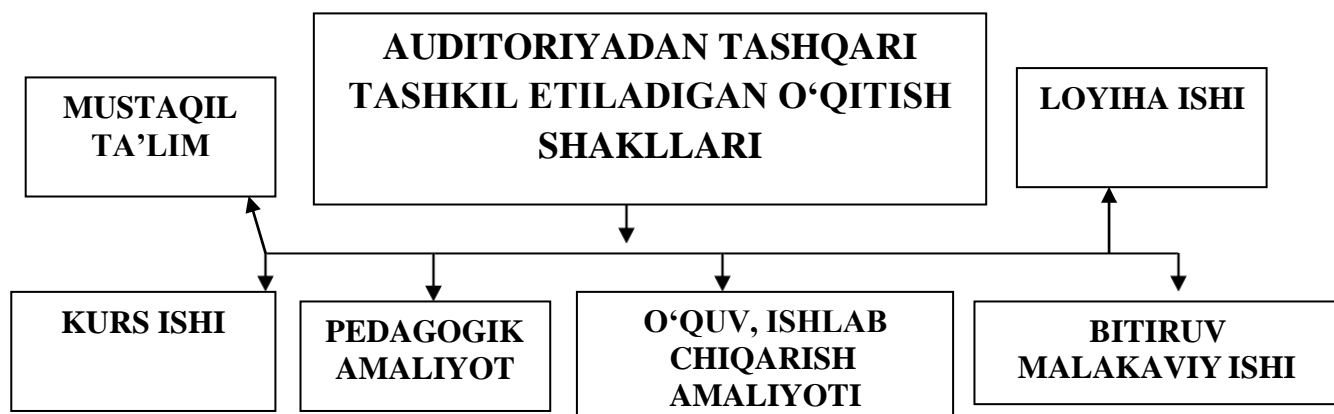 AUDITORIYADAN TASHQARI
TASHKIL ETILADIGAN O‘QITISH
SHAKLLARI
MUSTAQIL
TA’LIM
LOYIHA ISHI
KURS ISHI
PEDAGOGIK
AMALIYOT
O‘QUV, ISHLAB
CHIQARISH
AMALIYOTI
BITIRUV
MALAKAVIY ISHI